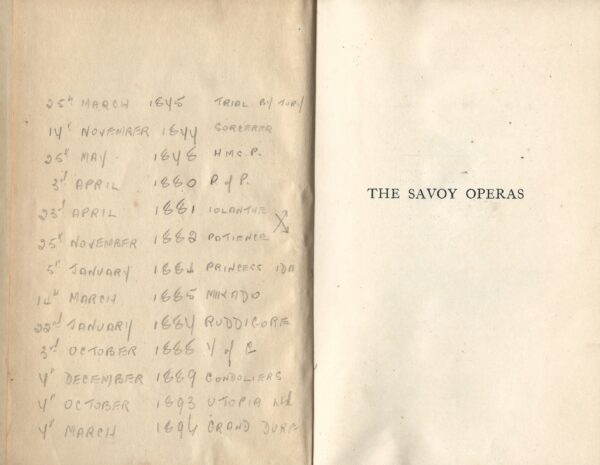 25th MARCH 1875 TRIAL BY JURY
17th NOVEMBER 1877 SORCERER
25th MAY 1878 H.M.S.P.
3rd APRIL 1880 P of P.
23rd APRIL 1881 IOLANTHE
25th NOVEMBER 1882 PATIENCE
5th JANUARY 1884 PRINCESS IDA
14th MARCH 1885 MIKADO
22nd JANUARY 1887 RUDDIGORE
3rd OCTOBER 1888 Y of G
7th DECEMBER 1889 GONDOLIERS
7th OCTOBER 1893 UTOPIA Ltd
7th MARCH 1896 GRAND DUKE
THE SAVOY OPERAS